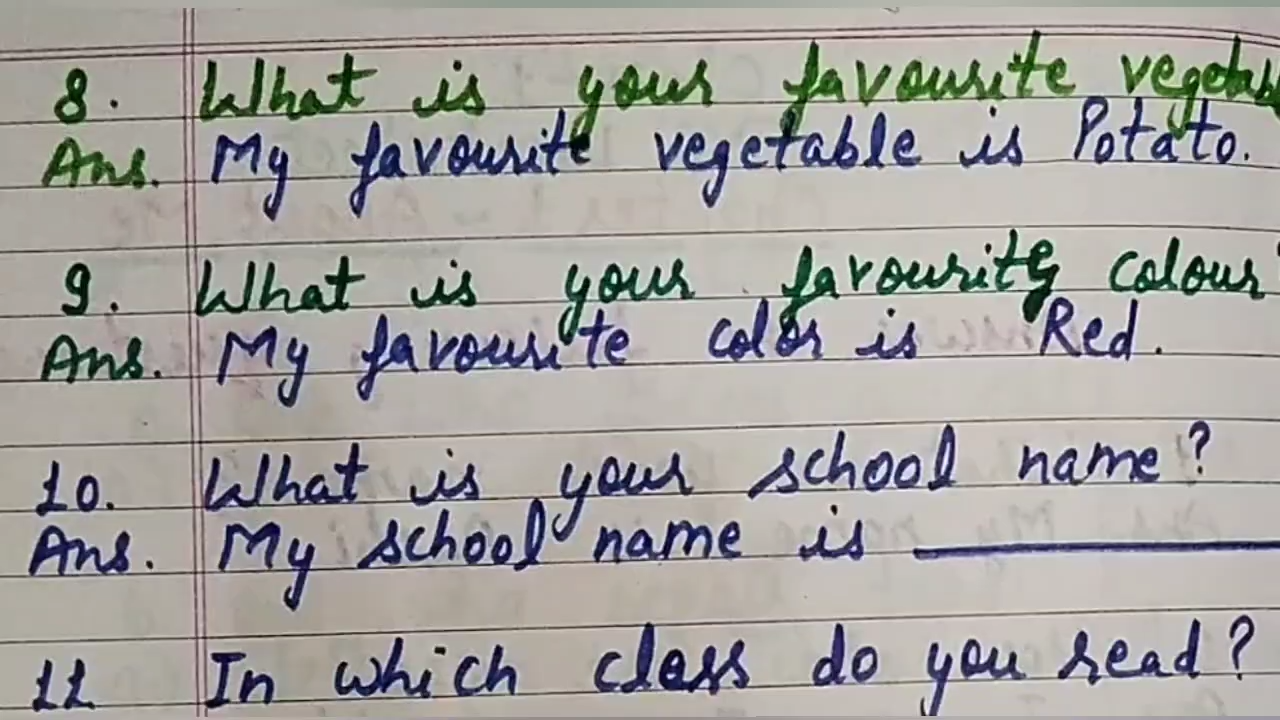 8. What is your favourite vegetab
Ans. My favourite vegetable is Potato.
9. What is your favourite colour
Ans. My favourite color is Red.
10. What is your school name?
Ans. My school name is
11 In which class do you read?